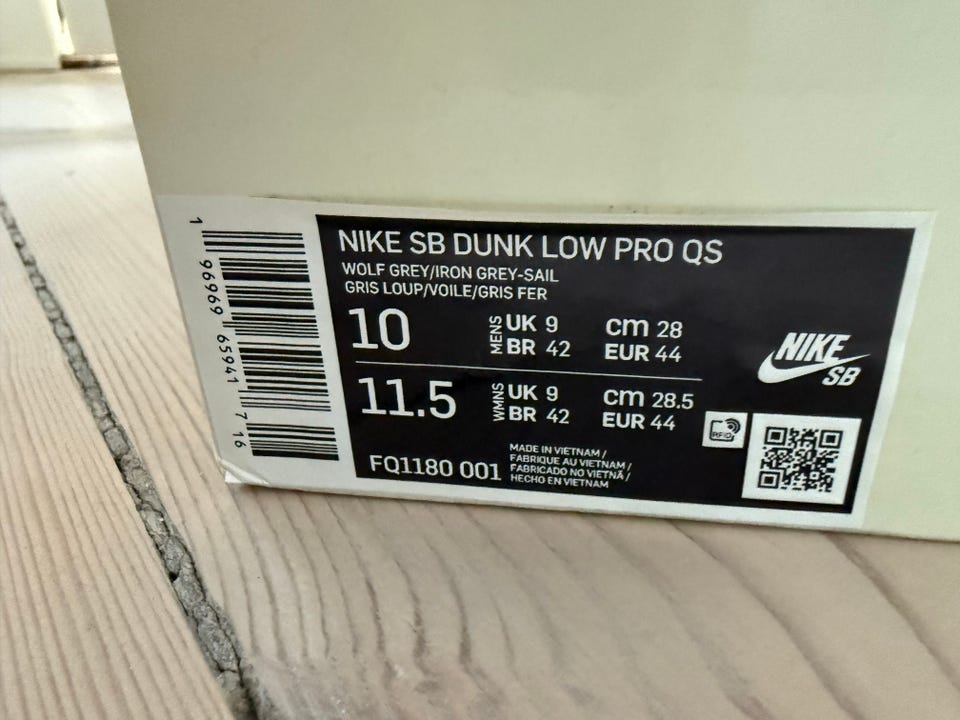 1 96969 65941 7 16
NIKE SB DUNK LOW PRO QS
WOLF GREY/IRON GREY-SAIL
GRIS LOUP/VOILE/GRIS FER
10 MENS UK 9 cm 28
BR 42 EUR 44
11.5 WMNS UK 9 cm 28.5
BR 42 EUR 44
NIKE
SB
RFID
FQ1180 001
MADE IN VIETNAM /
FABRIQUE AU VIETNAM /
FABRICADO NO VIETNÃ /
HECHO EN VIETNAM